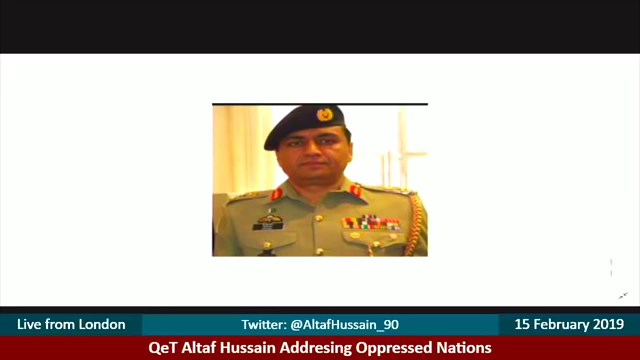 Live from London
Twitter: @AltafHussain_90
15 February 2019
QeT Altaf Hussain Addresing Oppressed Nations